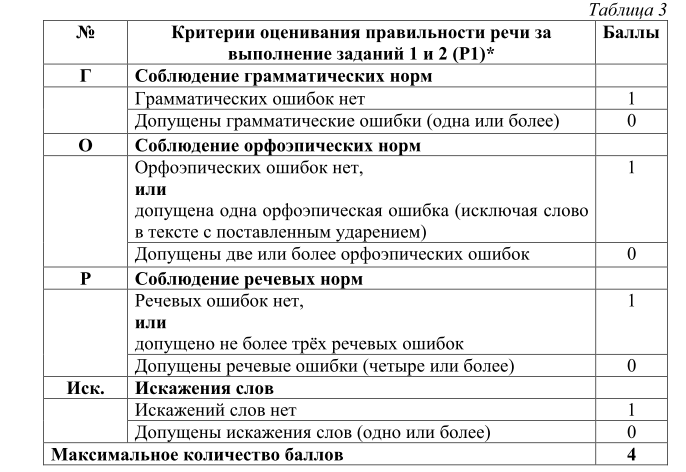 Таблица 3
№ Критерии оценивания правильности речи за Баллы
выполнение заданий 1 и 2 (Р1)*
Г Соблюдение грамматических норм
Грамматических ошибок нет 1
Допущены грамматические ошибки (одна или более) 0
О Соблюдение орфоэпических норм
Орфоэпических ошибок нет, 1
или
допущена одна орфоэпическая ошибка (исключая слово
в тексте с поставленным ударением)
Допущены две или более орфоэпических ошибок 0
Р Соблюдение речевых норм
Речевых ошибок нет, 1
или
допущено не более трёх речевых ошибок
Допущены речевые ошибки (четыре или более) 0
Иск. Искажения слов
Искажений слов нет 1
Допущены искажения слов (одно или более) 0
Максимальное количество баллов 4